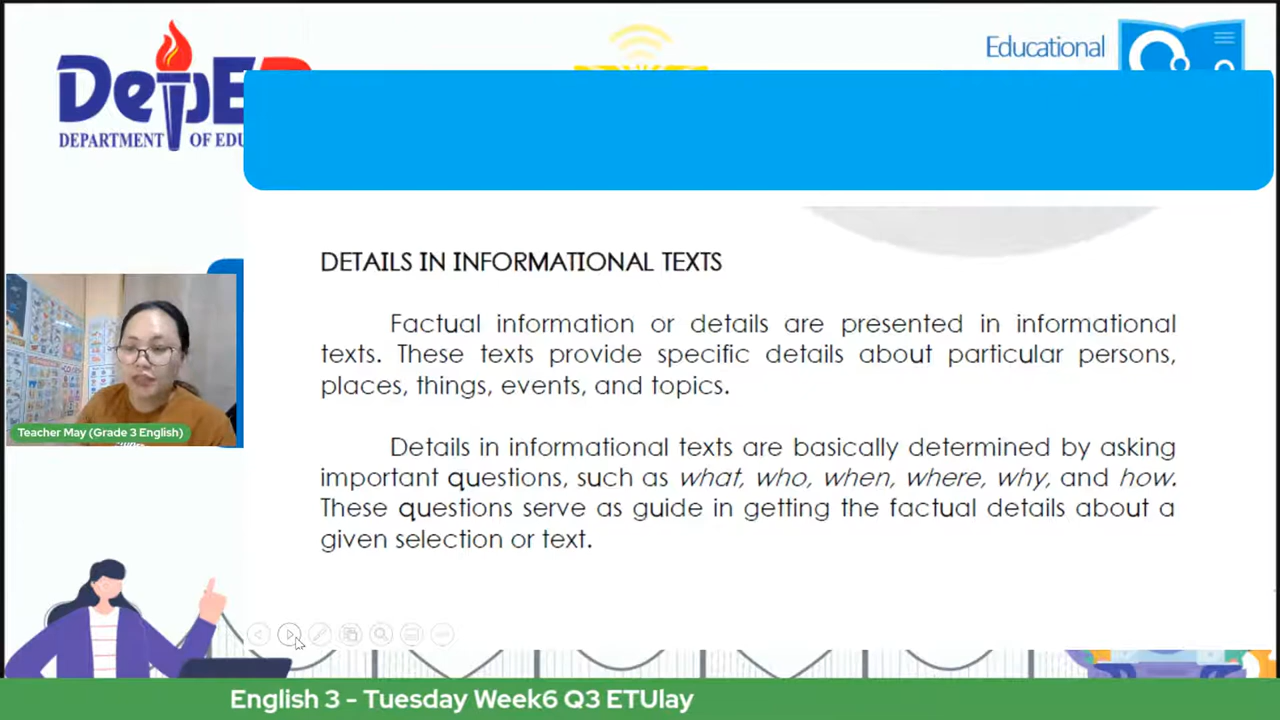 DepE
DEPARTMENT OF EDU
Educational
DETAILS IN INFORMATIONAL TEXTS
Factual information or details are presented in informational
texts. These texts provide specific details about particular persons,
places, things, events, and topics.
Details in informational texts are basically determined by asking
important questions, such as what, who, when, where, why, and how.
These questions serve as guide in getting the factual details about a
given selection or text.
Teacher May (Grade 3 English)
English 3 - Tuesday Week6 Q3 ETUlay